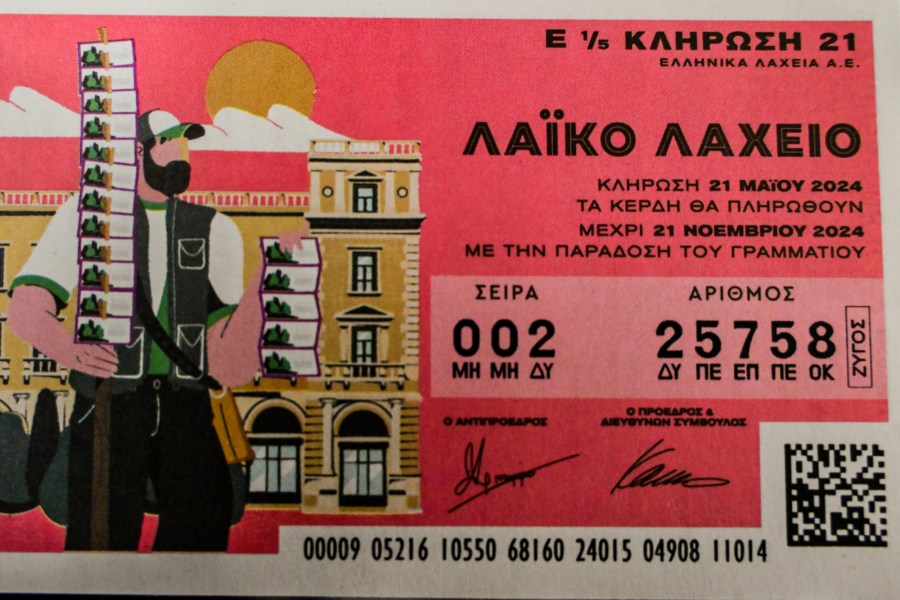 Ε 1/5 ΚΛΗΡΩΣΗ 21
ΕΛΛΗΝΙΚΑ ΛΑΧΕΙΑ Α.Ε.
ΛΑΪΚΟ ΛΑΧΕΙΟ
ΚΛΗΡΩΣΗ 21 ΜΑΪΟΥ 2024
ΤΑ ΚΕΡΔΗ ΘΑ ΠΛΗΡΩΘΟΥΝ
ΜΕΧΡΙ 21 ΝΟΕΜΒΡΙΟΥ 2024
ΜΕ ΤΗΝ ΠΑΡΑΔΟΣΗ ΤΟΥ ΓΡΑΜΜΑΤΙΟΥ
ΣΕΙΡΑ ΑΡΙΘΜΟΣ
002 25758 ΖΥΓΟΣ
ΜΗ ΜΗ ΔΥ ΔΥ ΠΕ ΕΠ ΠΕ ΟΚ
Ο ΑΝΤΙΠΡΟΕΔΡΟΣ
Ο ΠΡΟΕΔΡΟΣ &
ΔΙΕΥΘΥΝΩΝ ΣΥΜΒΟΥΛΟΣ
00009 05216 10550 68160 24015 04908 11014